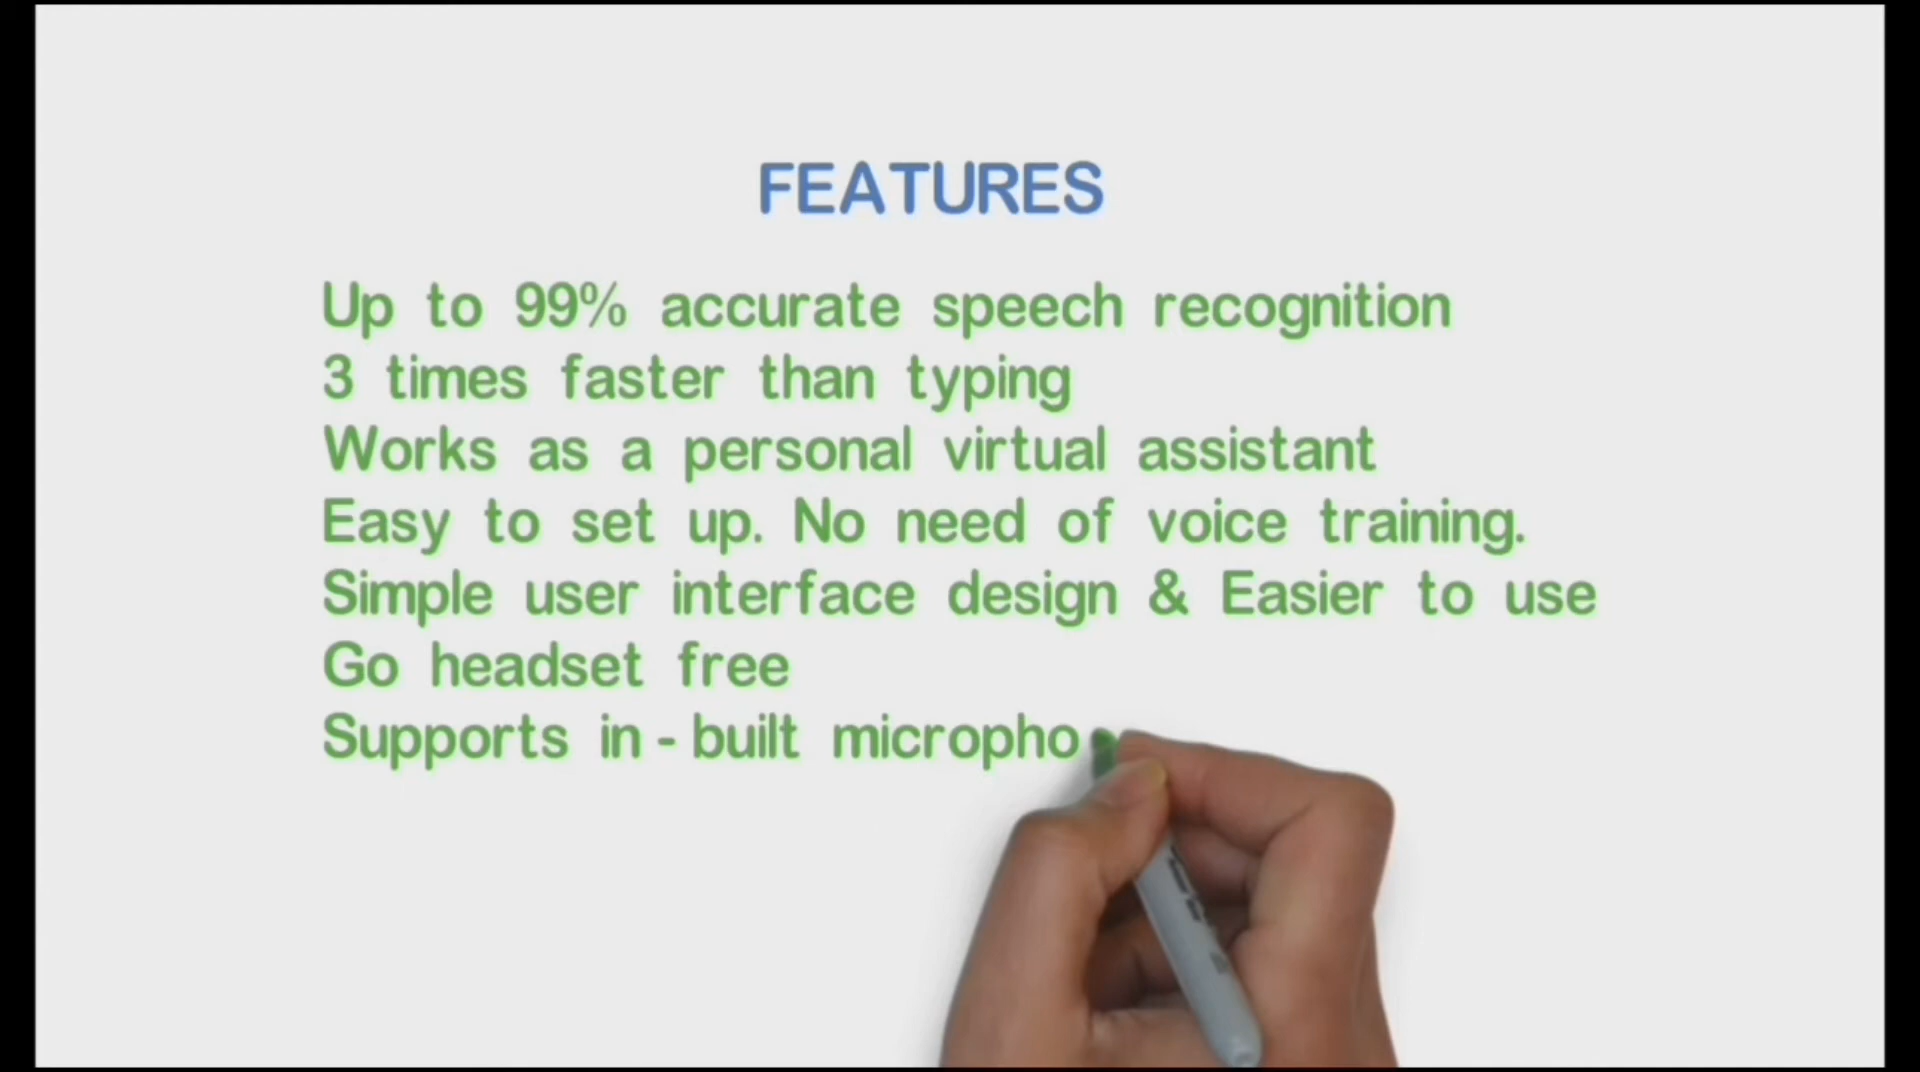 FEATURES
Up to 99% accurate speech recognition
3 times faster than typing
Works as a personal virtual assistant
Easy to set up. No need of voice training.
Simple user interface design & Easier to use
Go headset free
Supports in - built micropho